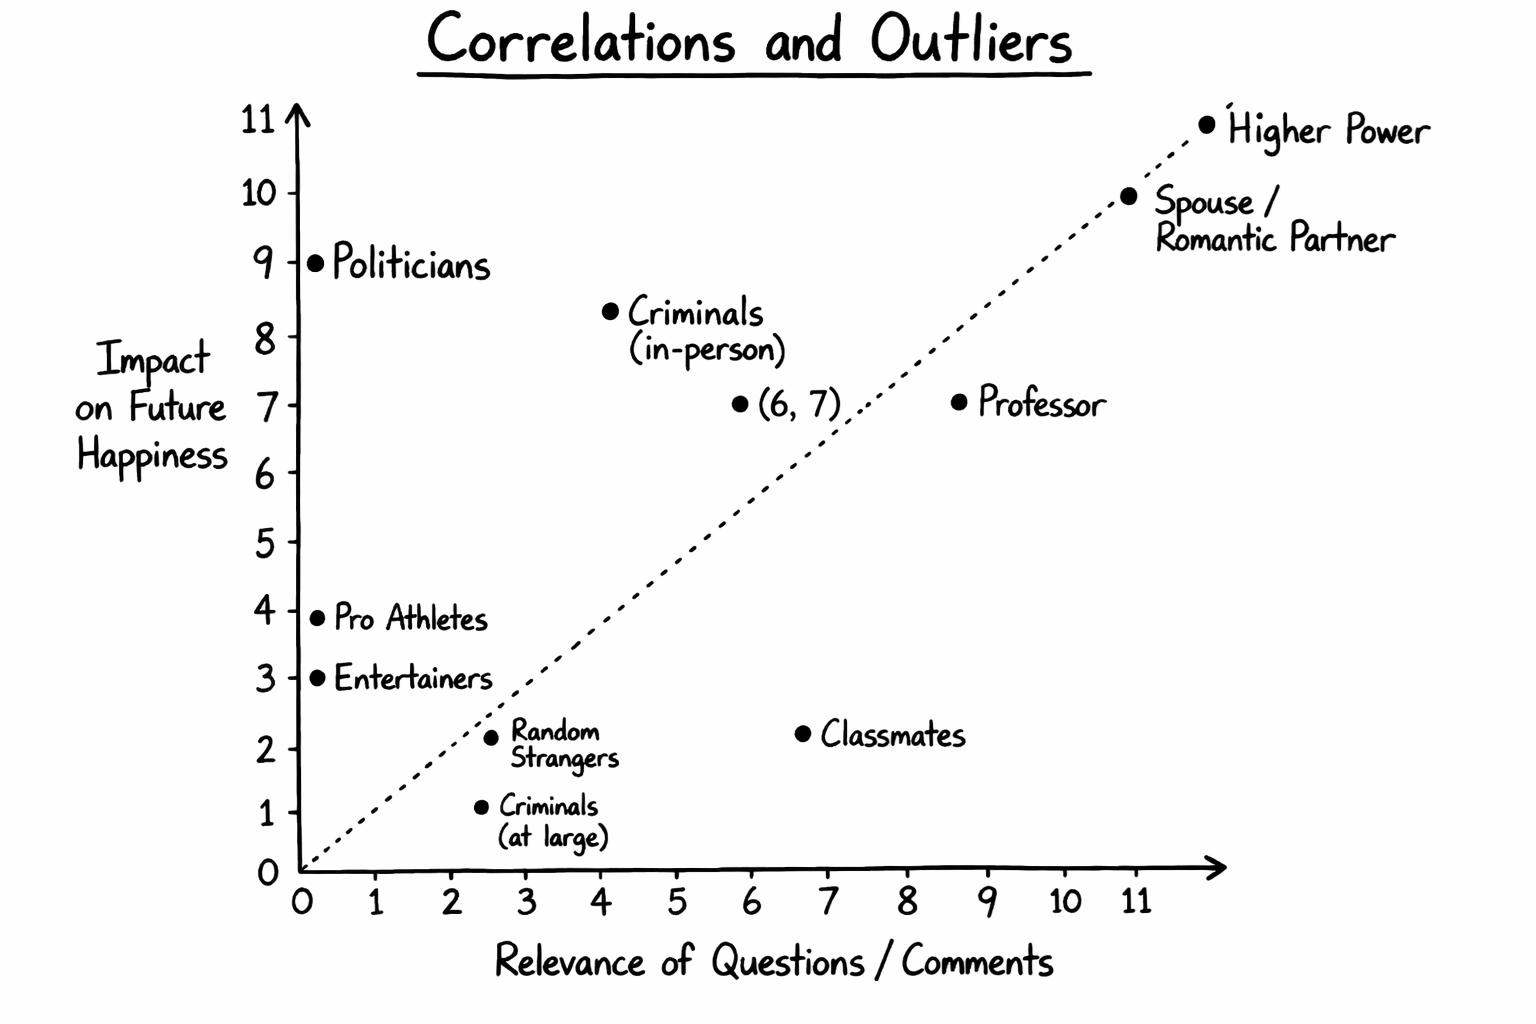 Correlations and Outliers
11
Higher Power
10
Spouse /
Romantic Partner
9
Politicians
Criminals
(in-person)
8
Impact
on Future
Happiness
7
(6, 7)
Professor
6
5
4
Pro Athletes
3
Entertainers
Random
Strangers
2
Classmates
1
Criminals
(at large)
0
0 1 2 3 4 5 6 7 8 9 10 11
Relevance of Questions / Comments